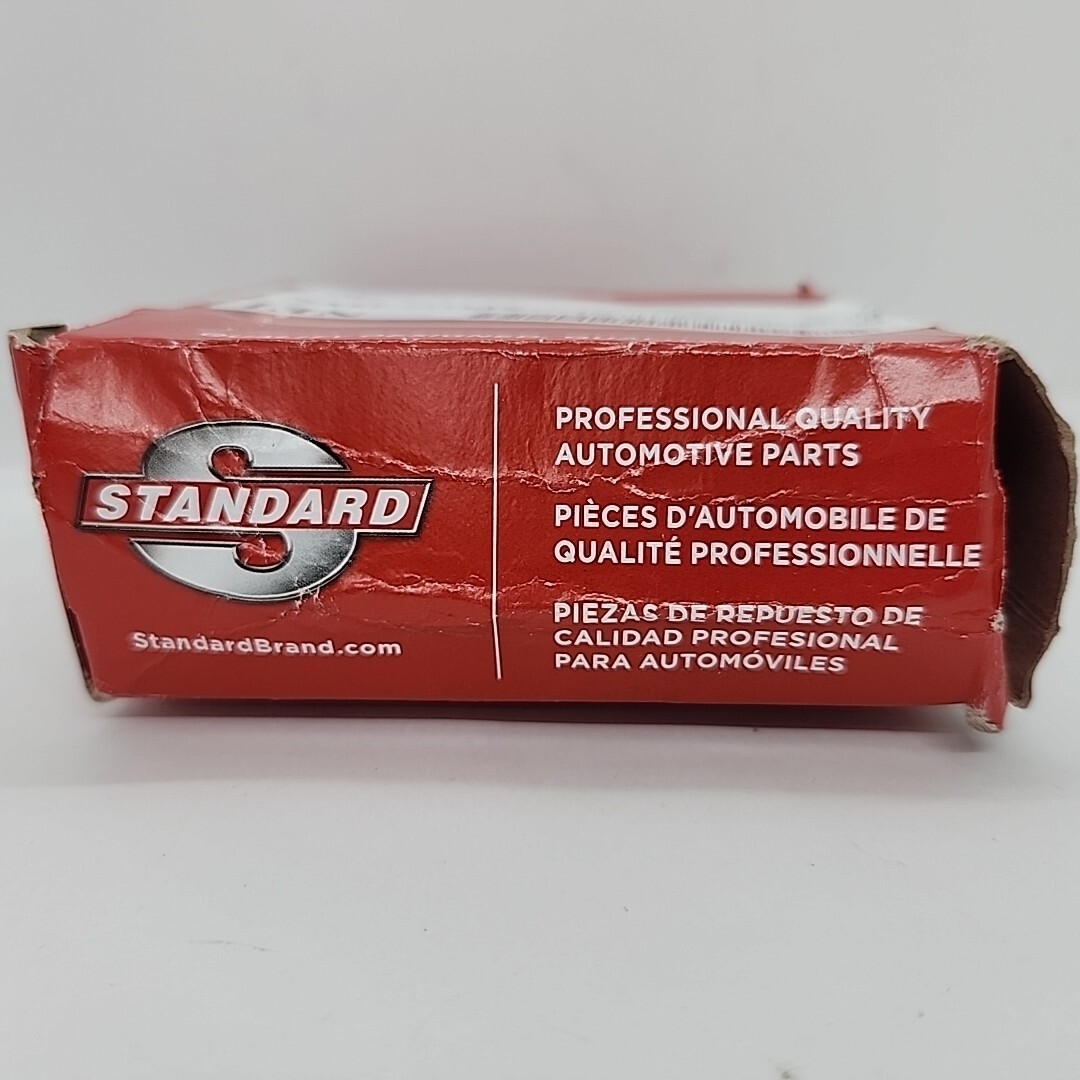 S
STANDARD
StandardBrand.com
PROFESSIONAL QUALITY
AUTOMOTIVE PARTS
PIÈCES D'AUTOMOBILE DE
QUALITÉ PROFESSIONNELLE
PIEZAS DE REPUESTO DE
CALIDAD PROFESIONAL
PARA AUTOMÓVILES